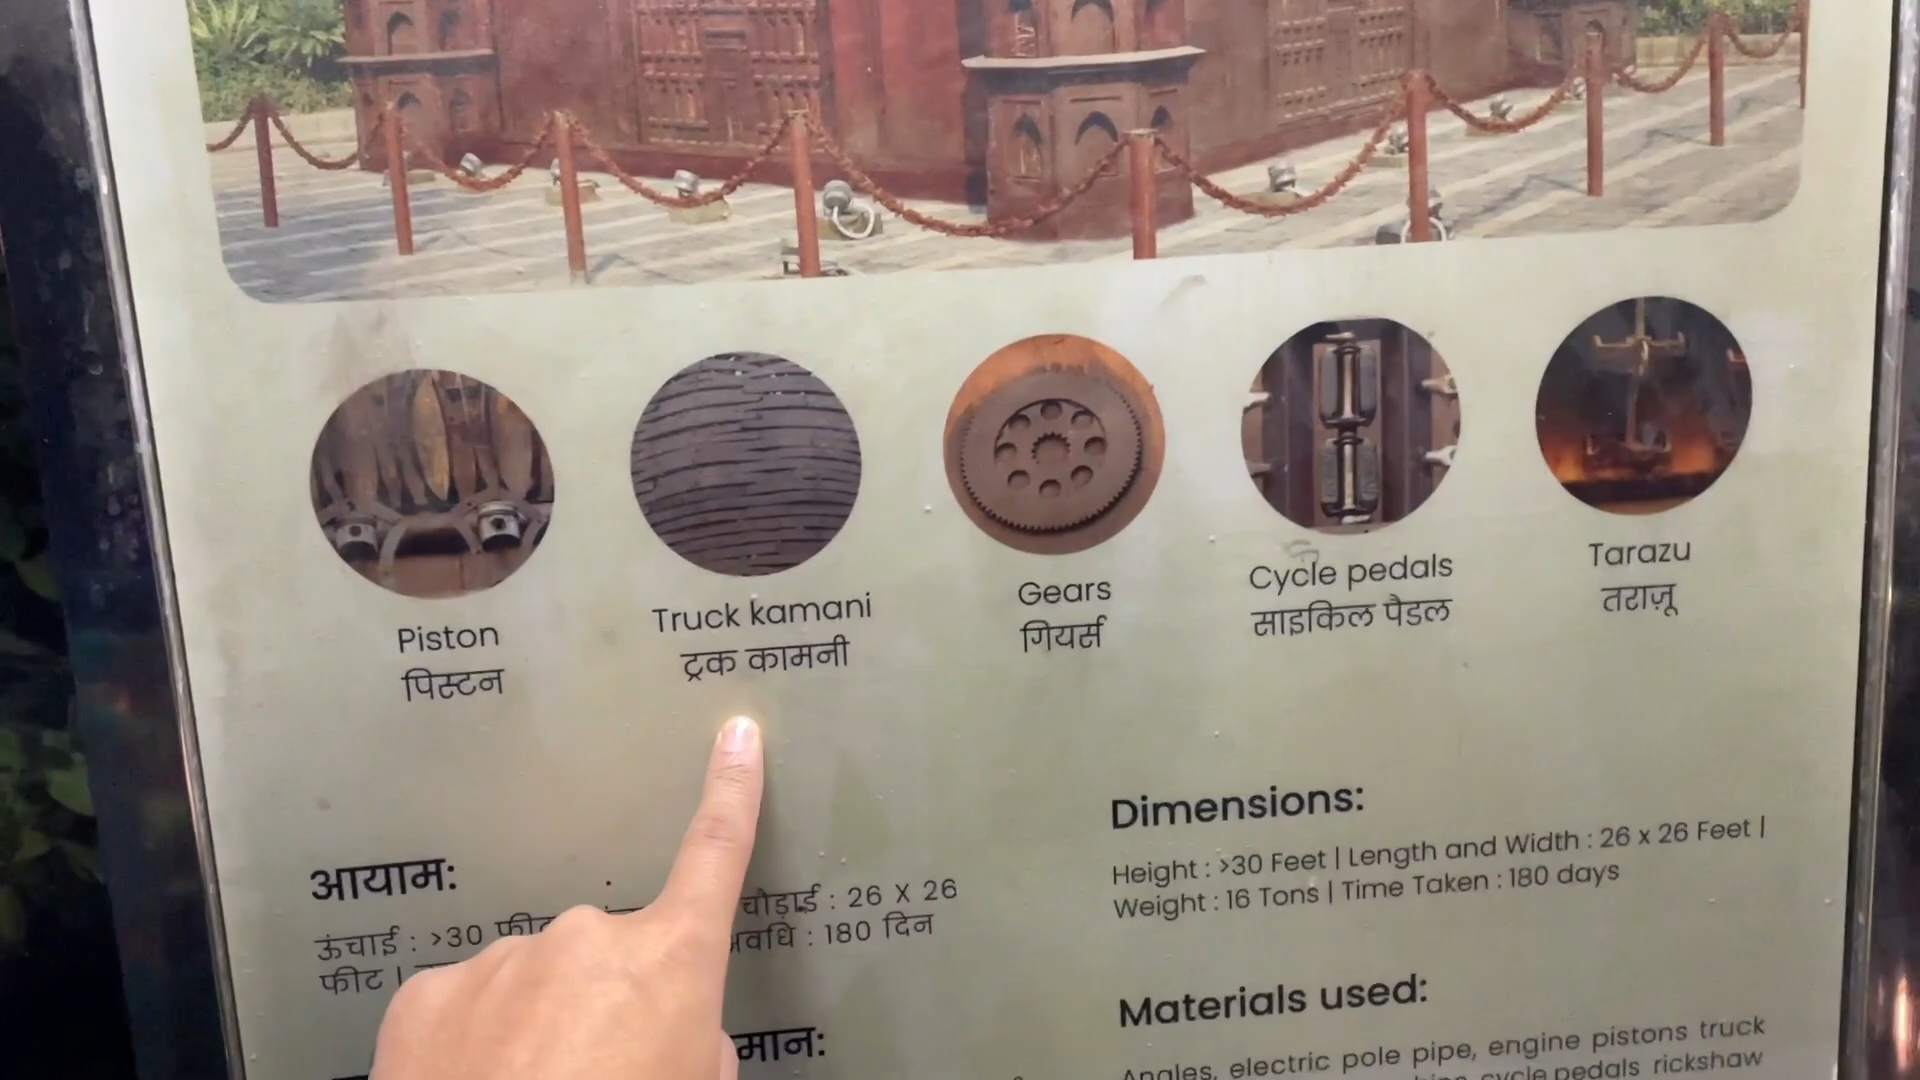 Piston
पिस्टन
Truck kamani
ट्रक कामनी
Gears
गियर्स
Cycle pedals
साइकिल पैडल
Tarazu
तराज़ू
आयाम:
ऊंचाई : >30 फीट चौड़ाई : 26 X 26
फीट | अवधि : 180 दिन
Dimensions:
Height : >30 Feet | Length and Width : 26 x 26 Feet |
Weight : 16 Tons | Time Taken : 180 days
Materials used:
Angles, electric pole pipe, engine pistons truck
cycle pedals rickshaw